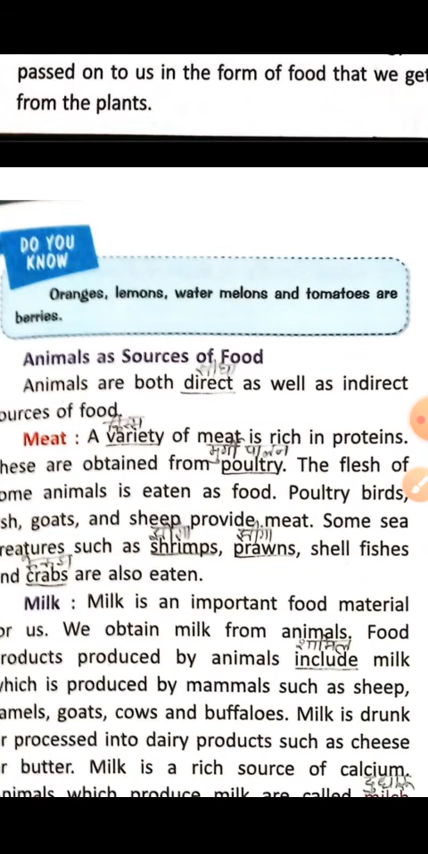 passed on to us in the form of food that we get
from the plants.
DO YOU
KNOW
Oranges, lemons, water melons and tomatoes are
berries.
Animals as Sources of Food
सीधा
Animals are both direct as well as indirect
ources of food.
किस्म
Meat : A variety of meat is rich in proteins.
मुर्गी पालन
hese are obtained from poultry. The flesh of
ome animals is eaten as food. Poultry birds,
sh, goats, and sheep provide meat. Some sea
झींगा झींगा
reatures such as shrimps, prawns, shell fishes
nd crabs are also eaten.
Milk : Milk is an important food material
or us. We obtain milk from animals. Food
शामिल
roducts produced by animals include milk
which is produced by mammals such as sheep,
amels, goats, cows and buffaloes. Milk is drunk
r processed into dairy products such as cheese
r butter. Milk is a rich source of calcium.
दुधारू
nimals which produce milk are called milch